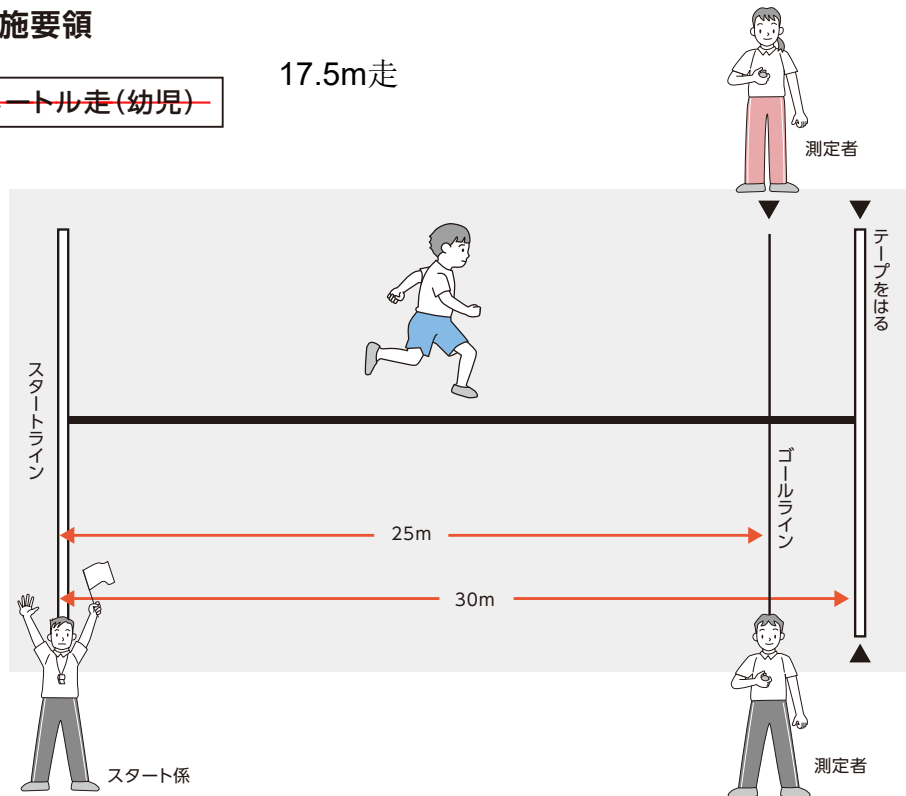 施要領
17.5m走
ートル走(幼児)
測定者
テープをはる
スタートライン
ゴールライン
25m
30m
スタート係
測定者